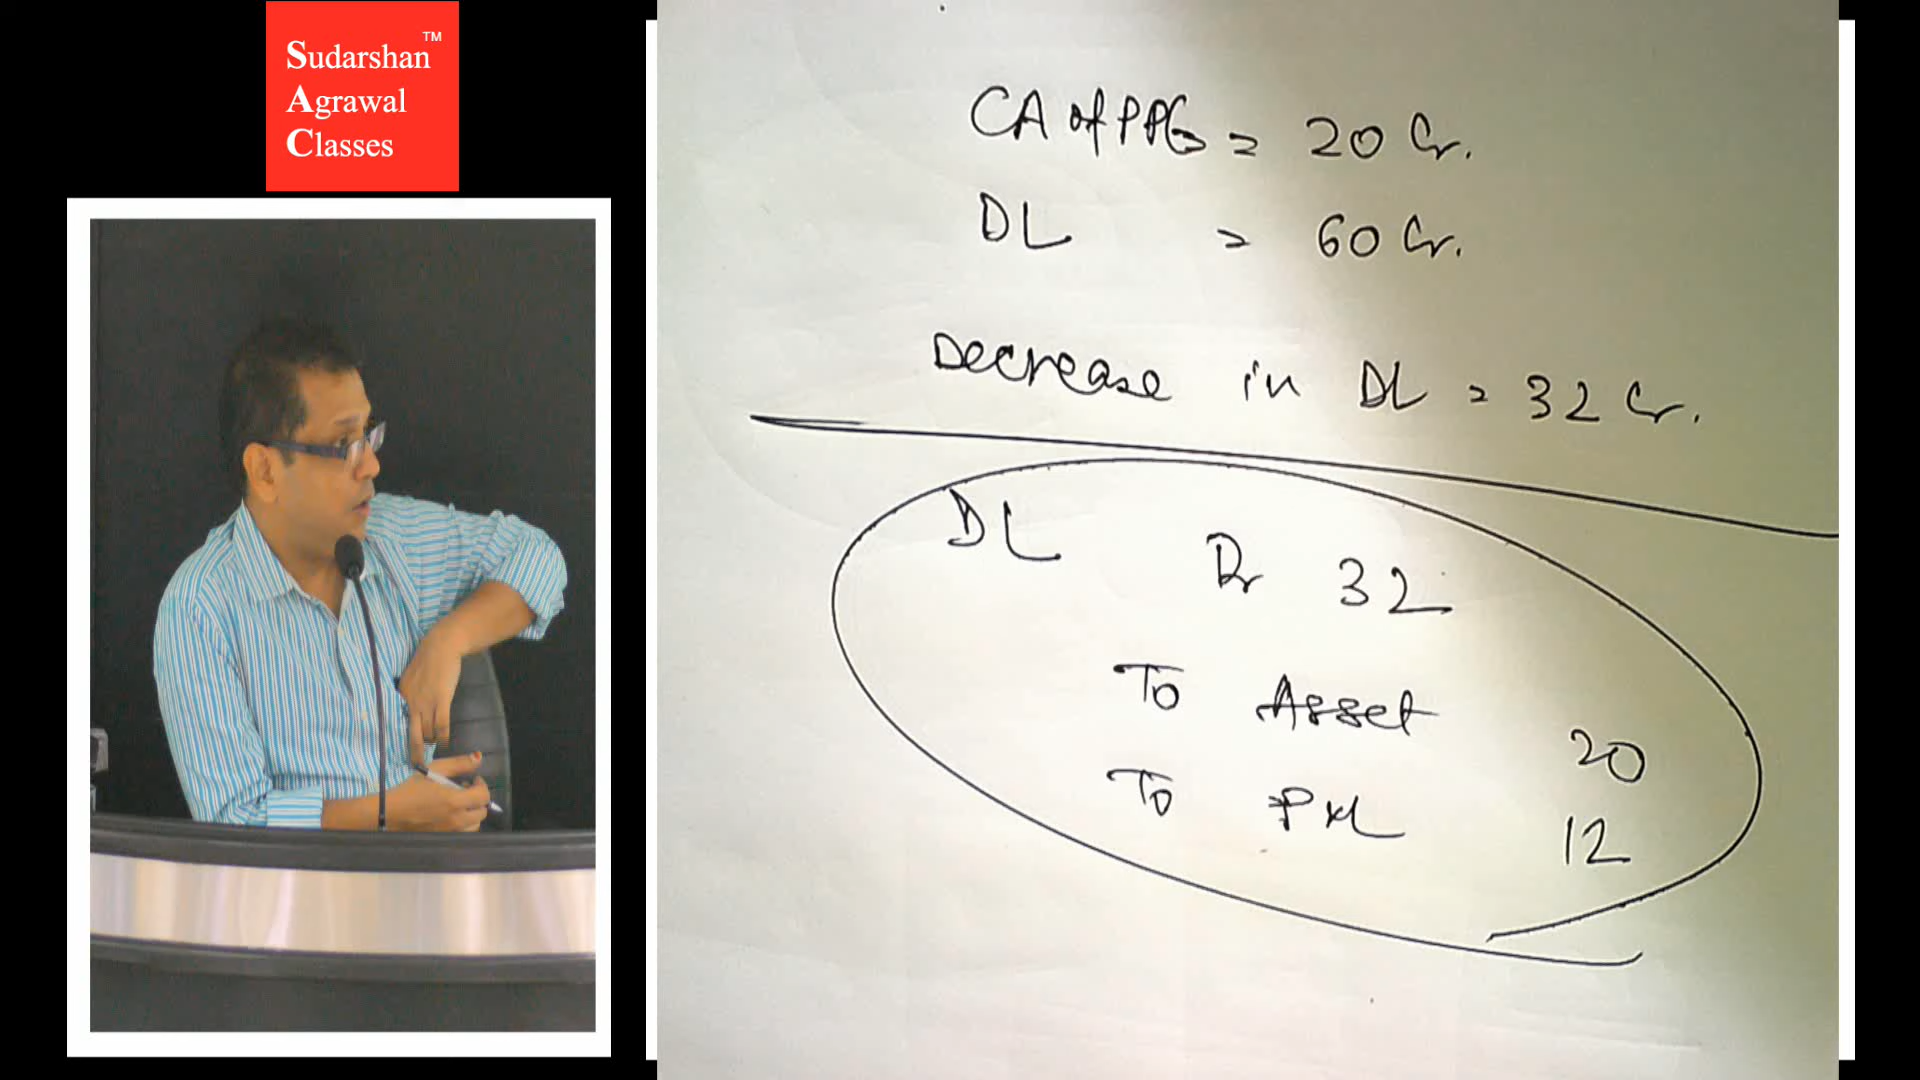 Sudarshan™
Agrawal
Classes
CA of PPE = 20 Cr.
DL = 60 Cr.
Decrease in DL = 32 Cr.
DL Dr 32
To Asset 20
To P&L 12